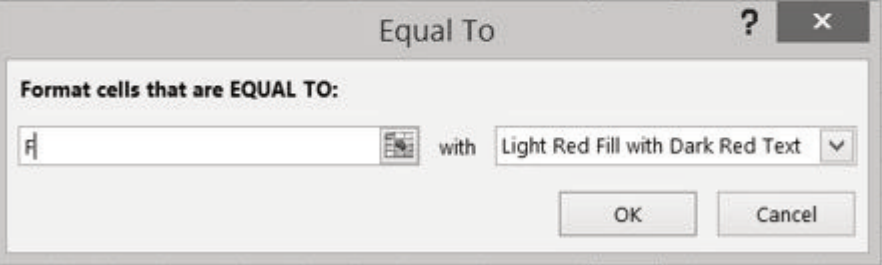 Equal To ? ×
Format cells that are EQUAL TO:
F with Light Red Fill with Dark Red Text
OK Cancel